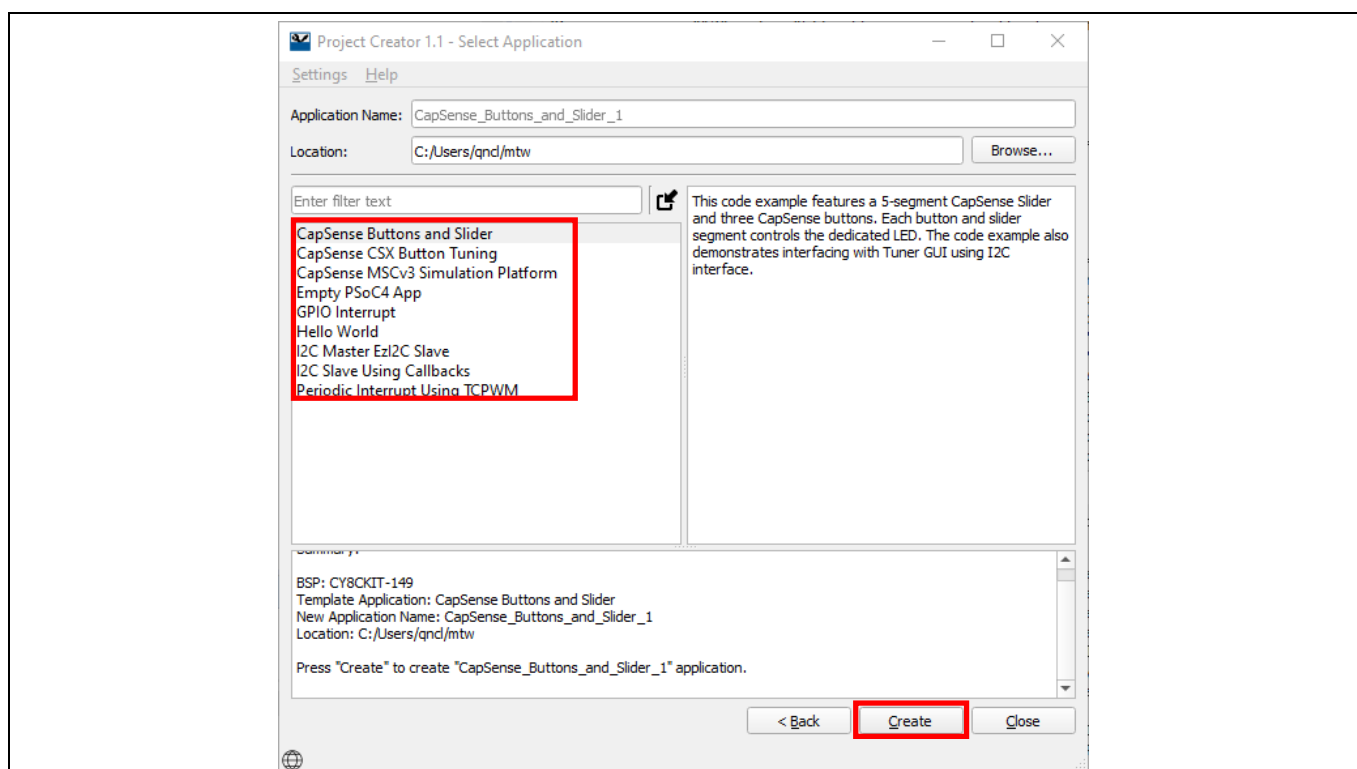 Project Creator 1.1 - Select Application
Settings Help
Application Name: CapSense_Buttons_and_Slider_1
Location: C:/Users/qncl/mtw Browse...
Enter filter text
CapSense Buttons and Slider
CapSense CSX Button Tuning
CapSense MSCv3 Simulation Platform
Empty PSoC4 App
GPIO Interrupt
Hello World
I2C Master EzI2C Slave
I2C Slave Using Callbacks
Periodic Interrupt Using TCPWM
This code example features a 5-segment CapSense Slider
and three CapSense buttons. Each button and slider
segment controls the dedicated LED. The code example also
demonstrates interfacing with Tuner GUI using I2C
interface.
Summary:
BSP: CY8CKIT-149
Template Application: CapSense Buttons and Slider
New Application Name: CapSense_Buttons_and_Slider_1
Location: C:/Users/qncl/mtw
Press "Create" to create "CapSense_Buttons_and_Slider_1" application.
< Back Create Close